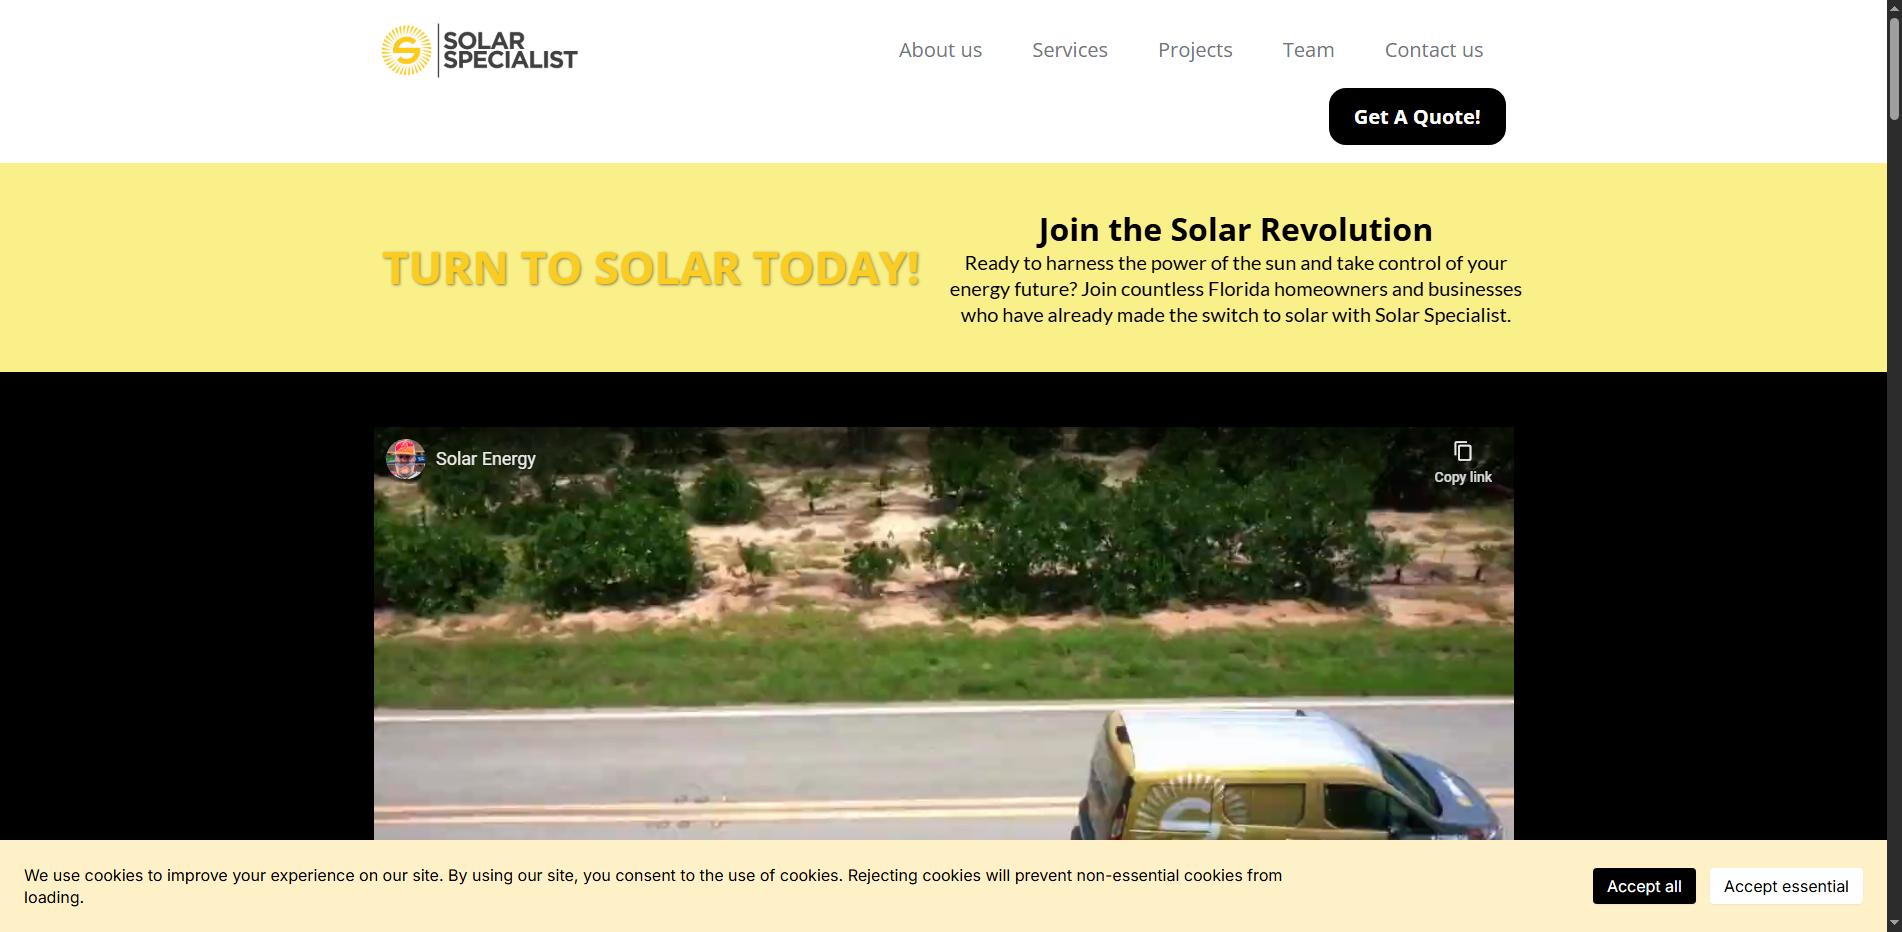 SOLAR
SPECIALIST
About us
Services
Projects
Team
Contact us
Get A Quote!
TURN TO SOLAR TODAY!
Join the Solar Revolution
Ready to harness the power of the sun and take control of your
energy future? Join countless Florida homeowners and businesses
who have already made the switch to solar with Solar Specialist.
Solar Energy
Copy link
We use cookies to improve your experience on our site. By using our site, you consent to the use of cookies. Rejecting cookies will prevent non-essential cookies from
loading.
Accept all
Accept essential